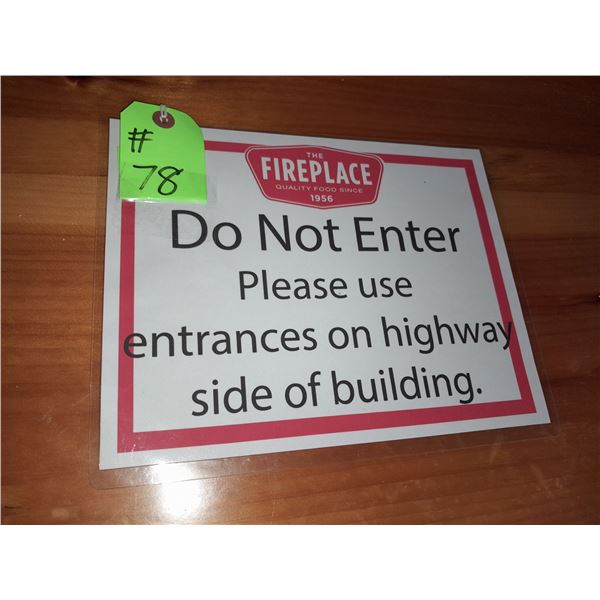 #
78
THE
FIREPLACE
QUALITY FOOD SINCE
1956
Do Not Enter
Please use
entrances on highway
side of building.